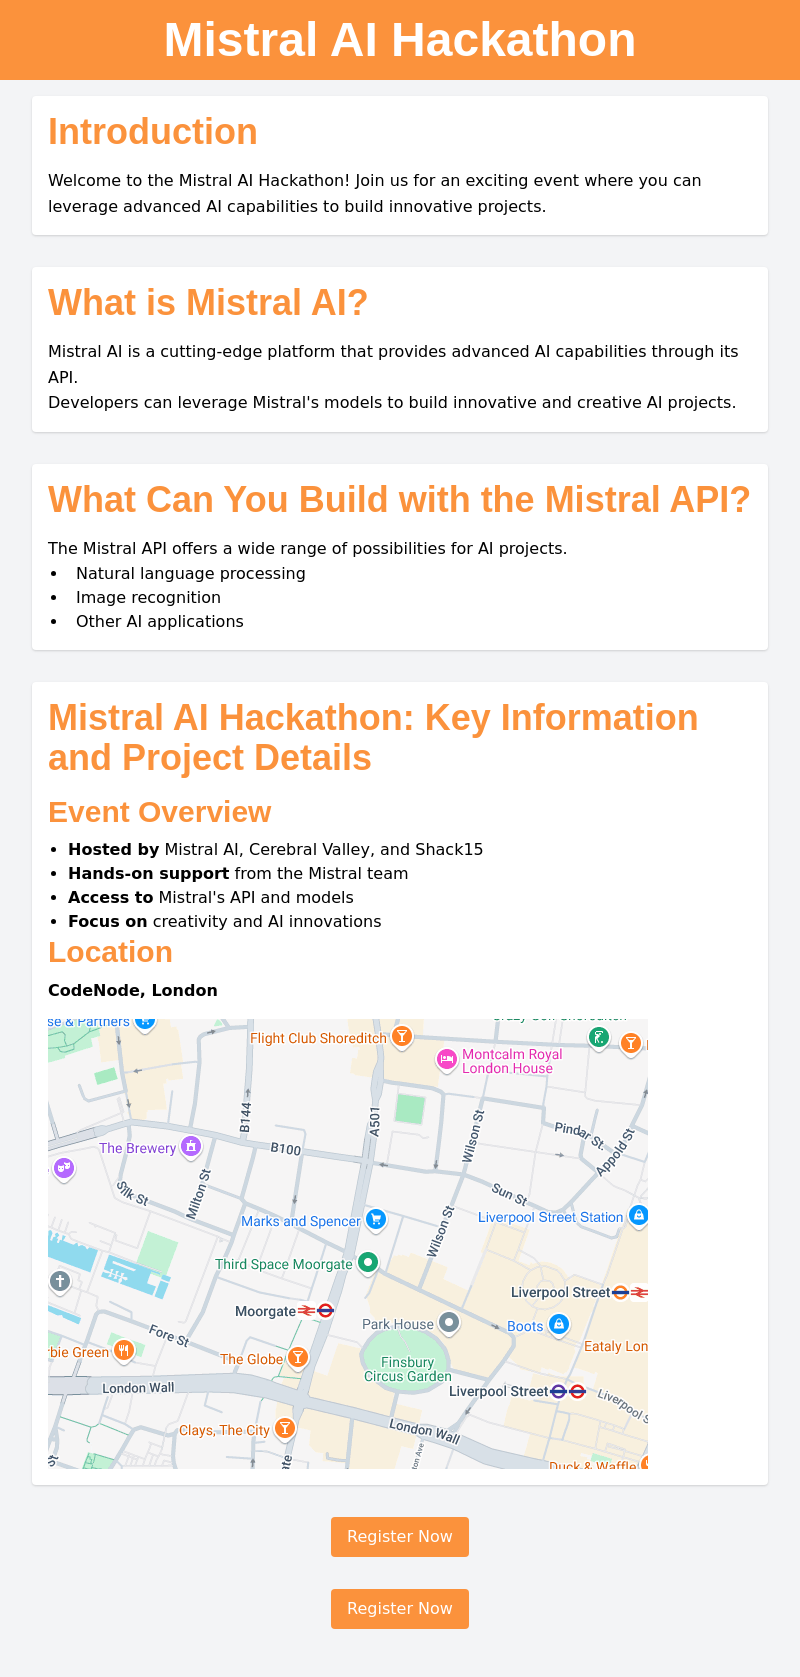 Mistral AI Hackathon
Introduction
Welcome to the Mistral AI Hackathon! Join us for an exciting event where you can
leverage advanced AI capabilities to build innovative projects.
What is Mistral AI?
Mistral AI is a cutting-edge platform that provides advanced AI capabilities through its
API.
Developers can leverage Mistral's models to build innovative and creative AI projects.
What Can You Build with the Mistral API?
The Mistral API offers a wide range of possibilities for AI projects.
• Natural language processing
• Image recognition
• Other AI applications
Mistral AI Hackathon: Key Information
and Project Details
Event Overview
• Hosted by Mistral AI, Cerebral Valley, and Shack15
• Hands-on support from the Mistral team
• Access to Mistral's API and models
• Focus on creativity and AI innovations
Location
CodeNode, London
se & Partners
Flight Club Shoreditch
Montcalm Royal
London House
B144
A501
Wilson St
Pindar St.
Appold St
The Brewery
B100
Silk St
Milton St
Sun St
Marks and Spencer
Wilson St
Liverpool Street Station
Third Space Moorgate
Liverpool Street
Moorgate
Park House
Boots
Fore St
rbie Green
The Globe
Finsbury
Circus Garden
Eataly Lon
London Wall
Liverpool Street
Liverpool S
Clays, The City
London Wall
ton Ave
Duck & Waffle
Register Now
Register Now